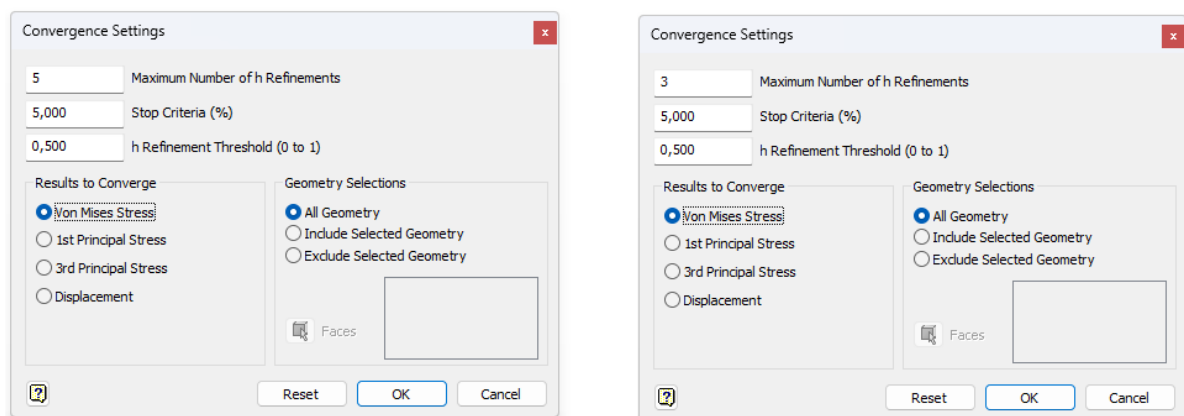 Convergence Settings
x
5 Maximum Number of h Refinements
5,000 Stop Criteria (%)
0,500 h Refinement Threshold (0 to 1)
Results to Converge
Von Mises Stress
1st Principal Stress
3rd Principal Stress
Displacement
Geometry Selections
All Geometry
Include Selected Geometry
Exclude Selected Geometry
Faces
?
Reset
OK
Cancel
Convergence Settings
x
3 Maximum Number of h Refinements
5,000 Stop Criteria (%)
0,500 h Refinement Threshold (0 to 1)
Results to Converge
Von Mises Stress
1st Principal Stress
3rd Principal Stress
Displacement
Geometry Selections
All Geometry
Include Selected Geometry
Exclude Selected Geometry
Faces
?
Reset
OK
Cancel